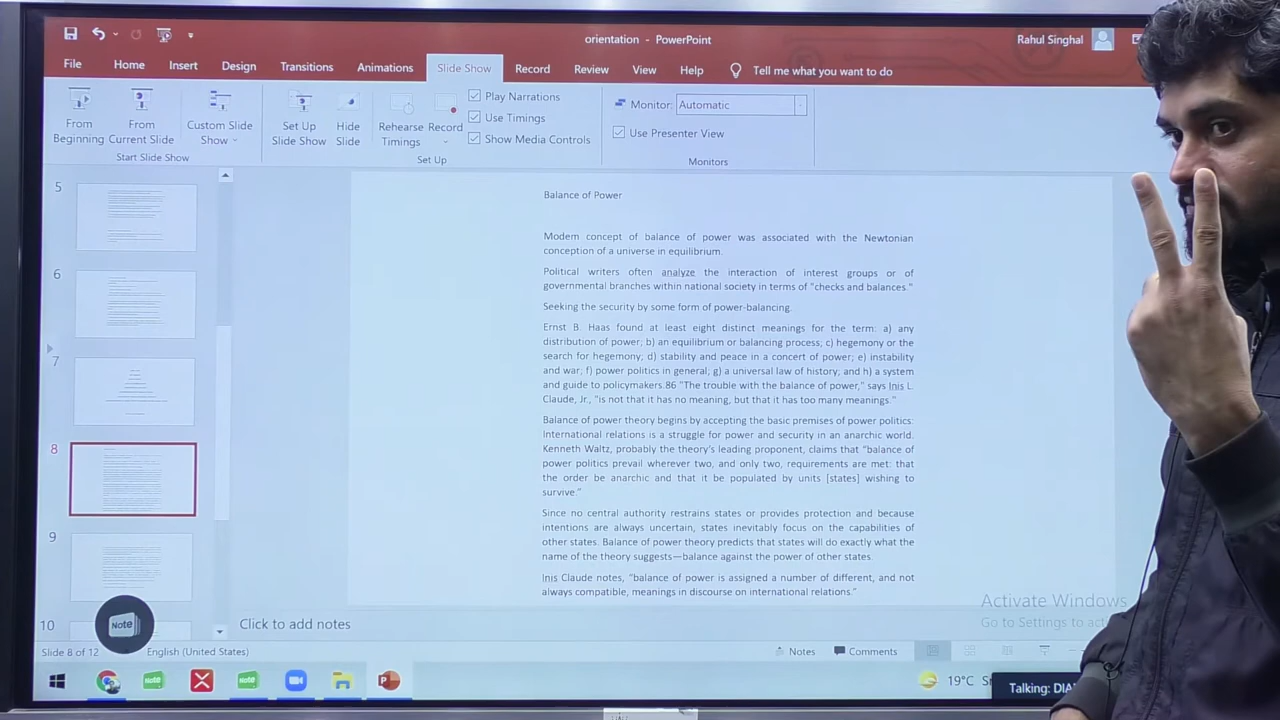 orientation - PowerPoint
Rahul Singhal
File Home Insert Design Transitions Animations Slide Show Record Review View Help Tell me what you want to do
From Beginning
From Current Slide
Custom Slide Show
Start Slide Show
Set Up Slide Show
Hide Slide
Rehearse Timings
Record
Play Narrations
Use Timings
Show Media Controls
Set Up
Monitor: Automatic
Use Presenter View
Monitors
5
6
7
8
9
10
Balance of Power
Modem concept of balance of power was associated with the Newtonian
conception of a universe in equilibrium.
Political writers often analyze the interaction of interest groups or of
governmental branches within national society in terms of "checks and balances."
Seeking the security by some form of power-balancing.
Ernst B. Haas found at least eight distinct meanings for the term: a) any
distribution of power; b) an equilibrium or balancing process; c) hegemony or the
search for hegemony; d) stability and peace in a concert of power; e) instability
and war; f) power politics in general; g) a universal law of history; and h) a system
and guide to policymakers.86 "The trouble with the balance of power," says Inis L.
Claude, Jr., "is not that it has no meaning, but that it has too many meanings."
Balance of power theory begins by accepting the basic premises of power politics:
International relations is a struggle for power and security in an anarchic world.
Kenneth Waltz, probably the theory's leading proponent, claims that "balance of
power politics prevail wherever two, and only two, requirements are met: that
the order be anarchic and that it be populated by units [states] wishing to
survive."
Since no central authority restrains states or provides protection and because
intentions are always uncertain, states inevitably focus on the capabilities of
other states. Balance of power theory predicts that states will do exactly what the
name of the theory suggests—balance against the power of other states.
Inis Claude notes, "balance of power is assigned a number of different, and not
always compatible, meanings in discourse on international relations."
Activate Windows
Go to Settings to
Note
Click to add notes
Slide 8 of 12 English (United States) Notes Comments
Note Note 19°C
Talking: